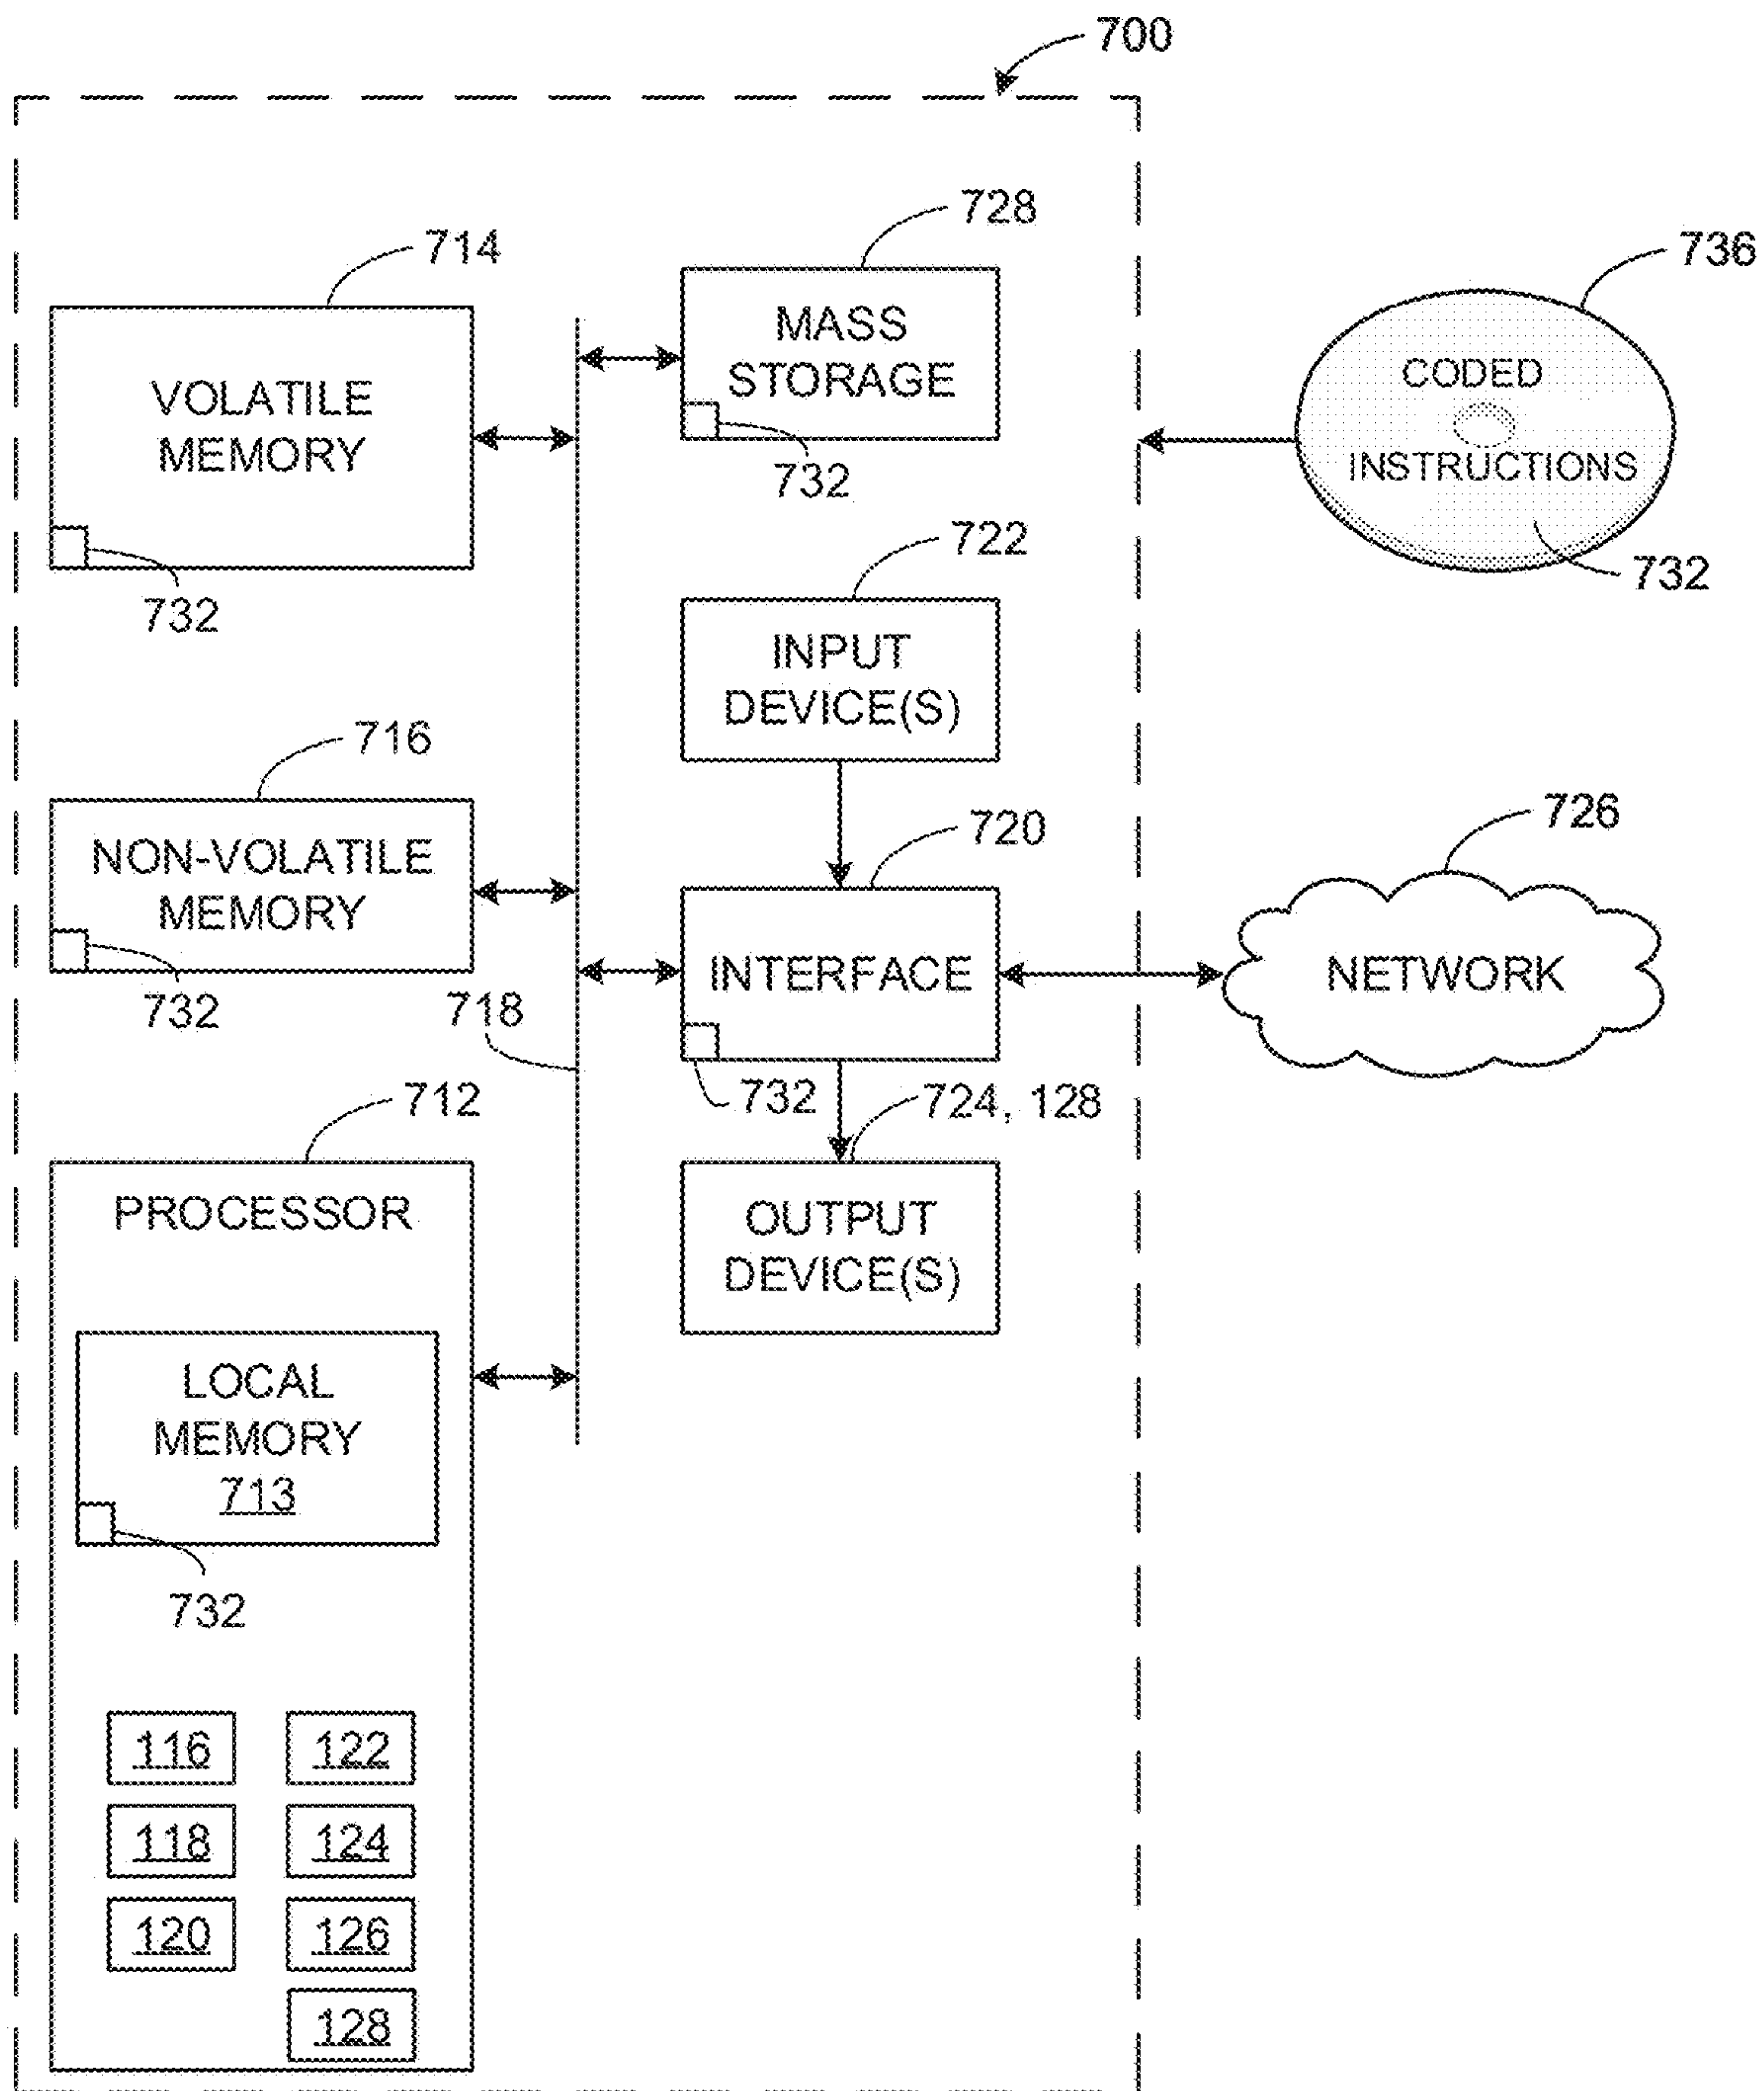 700
728
714
736
MASS
STORAGE
VOLATILE
MEMORY
CODED
INSTRUCTIONS
732
732
732
722
INPUT
DEVICE(S)
716
726
720
NON-VOLATILE
MEMORY
INTERFACE
NETWORK
732
718
712
732
724, 128
PROCESSOR
OUTPUT
DEVICE(S)
LOCAL
MEMORY
713
732
116
122
118
124
120
126
128